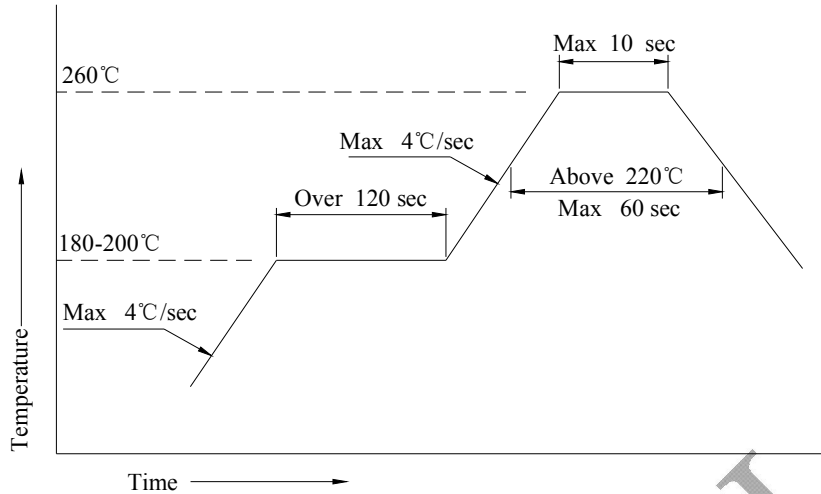 Max 10 sec
260℃
Max 4℃/sec
Above 220℃
Max 60 sec
Over 120 sec
180-200℃
Max 4℃/sec
Temperature
Time